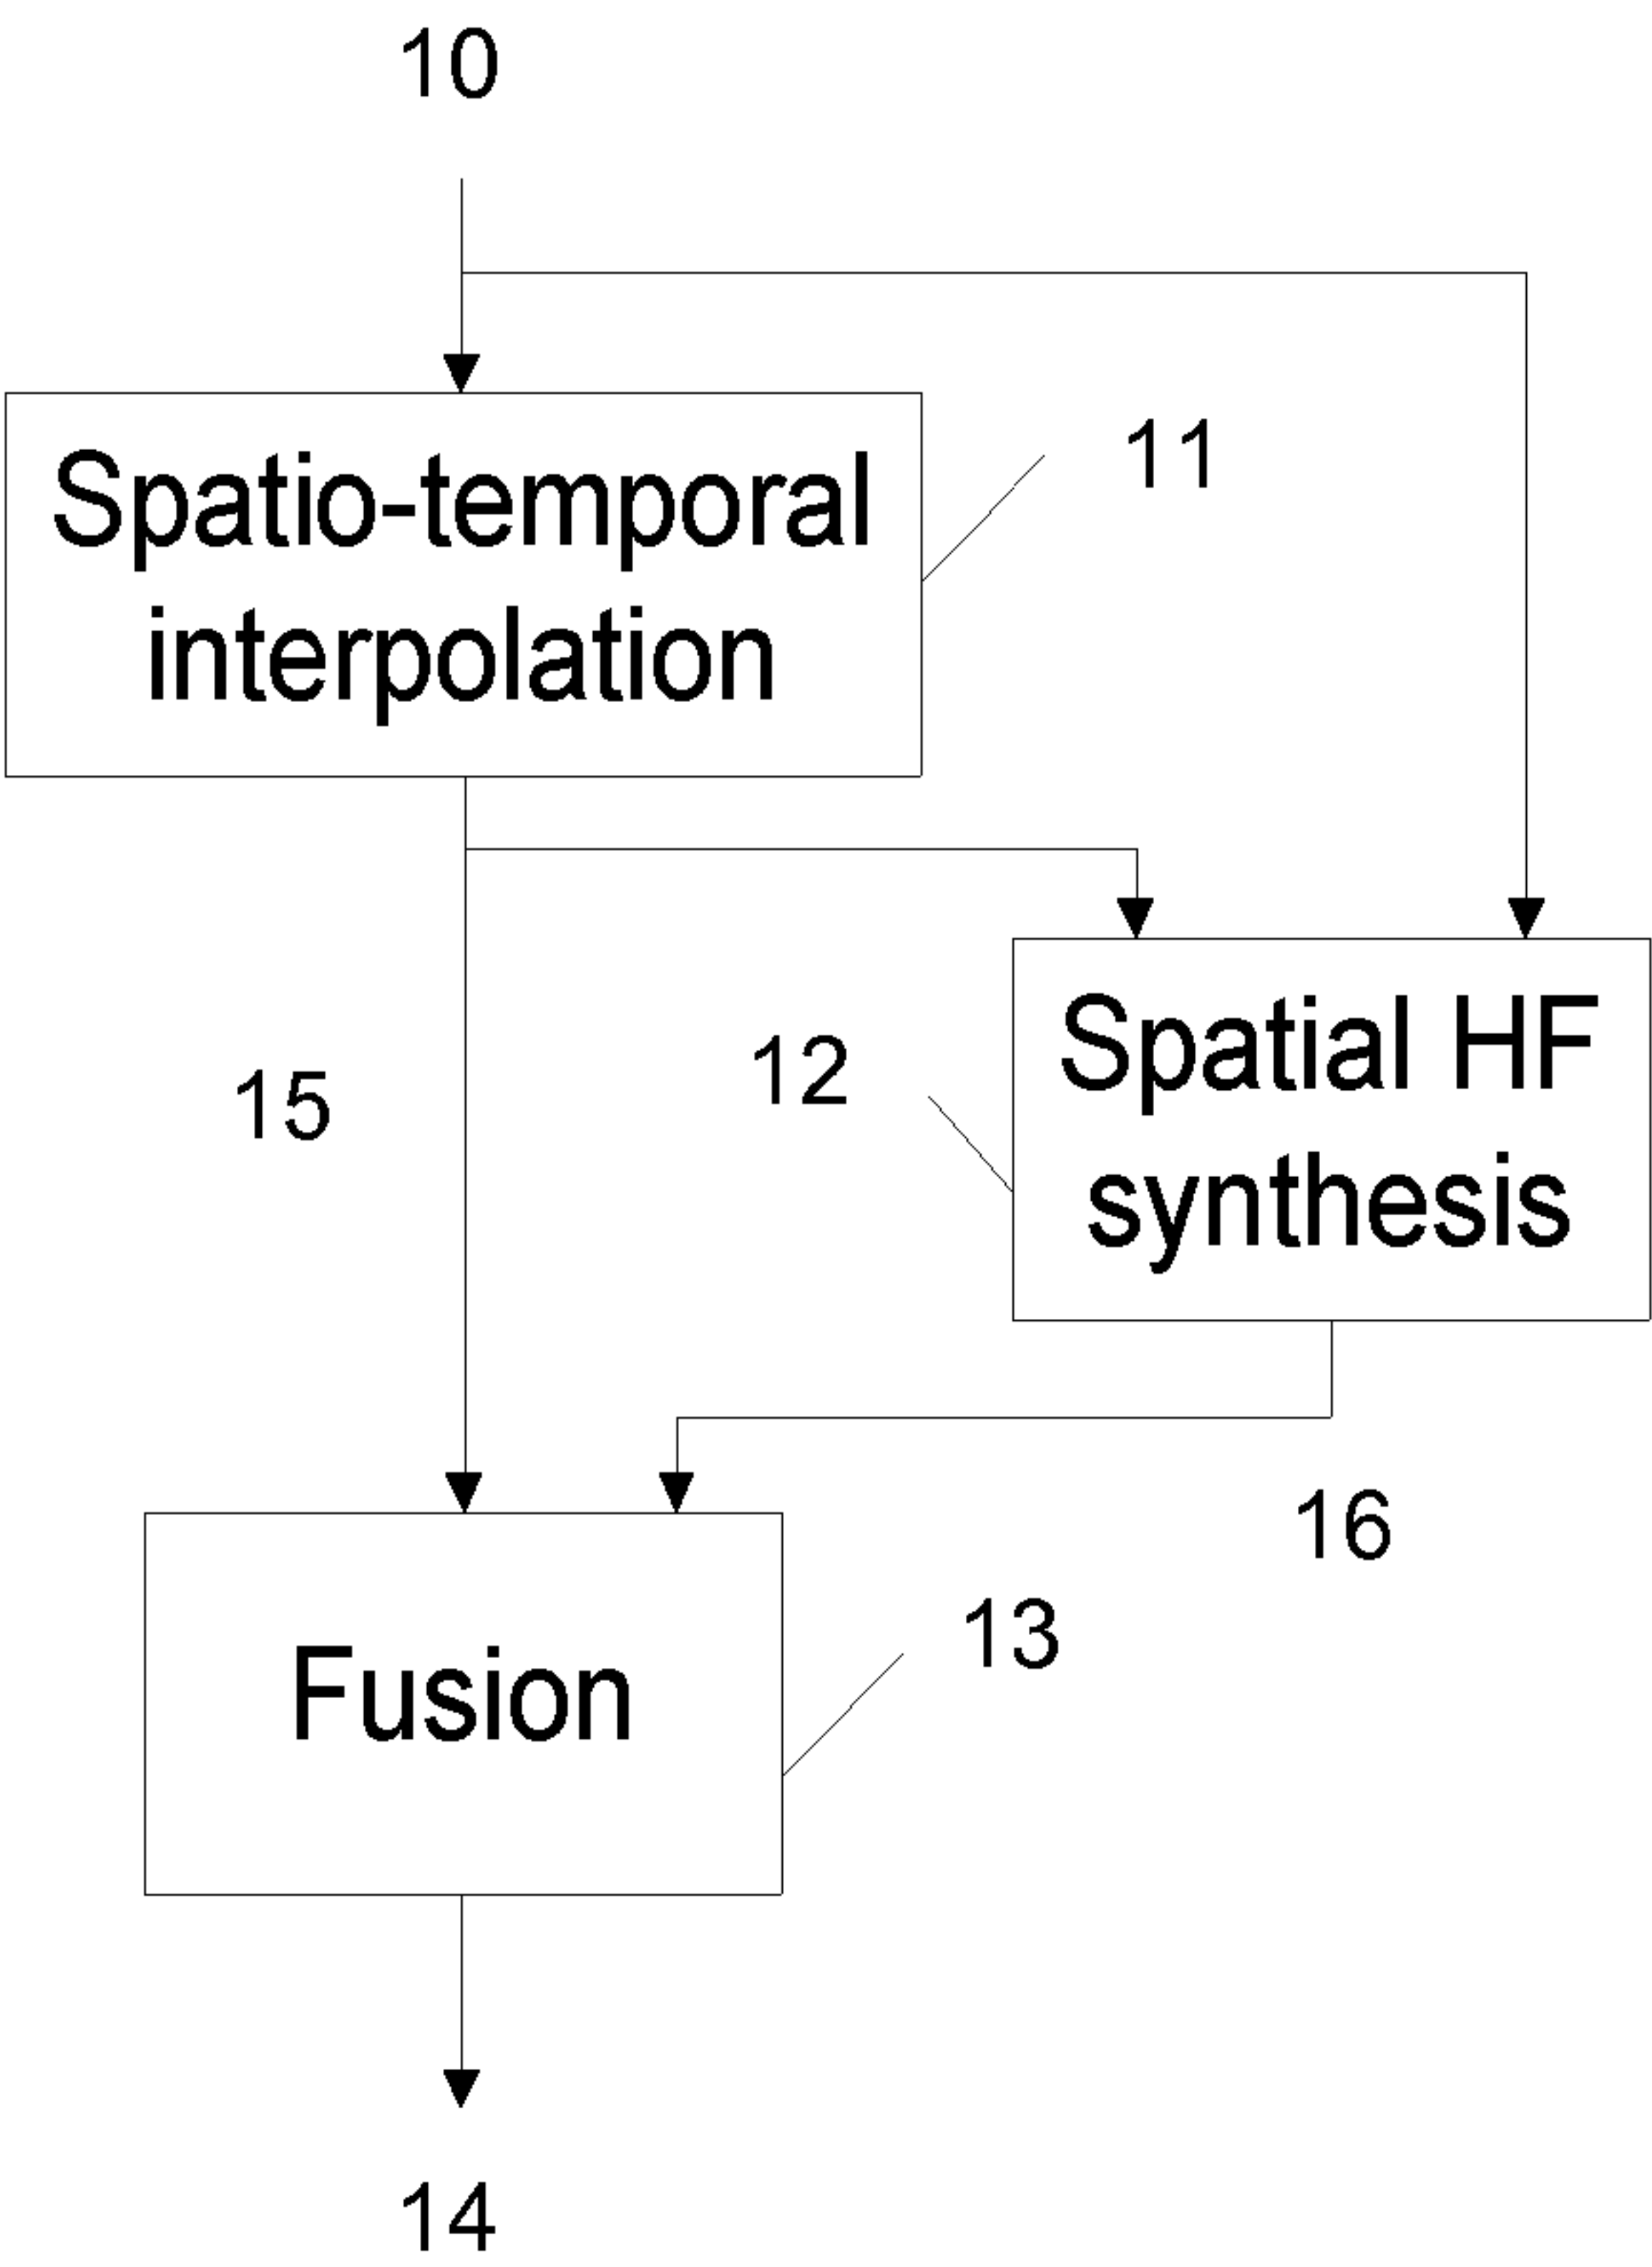 10
Spatio-temporal
interpolation
11
15
12
Spatial HF
synthesis
16
Fusion
13
14